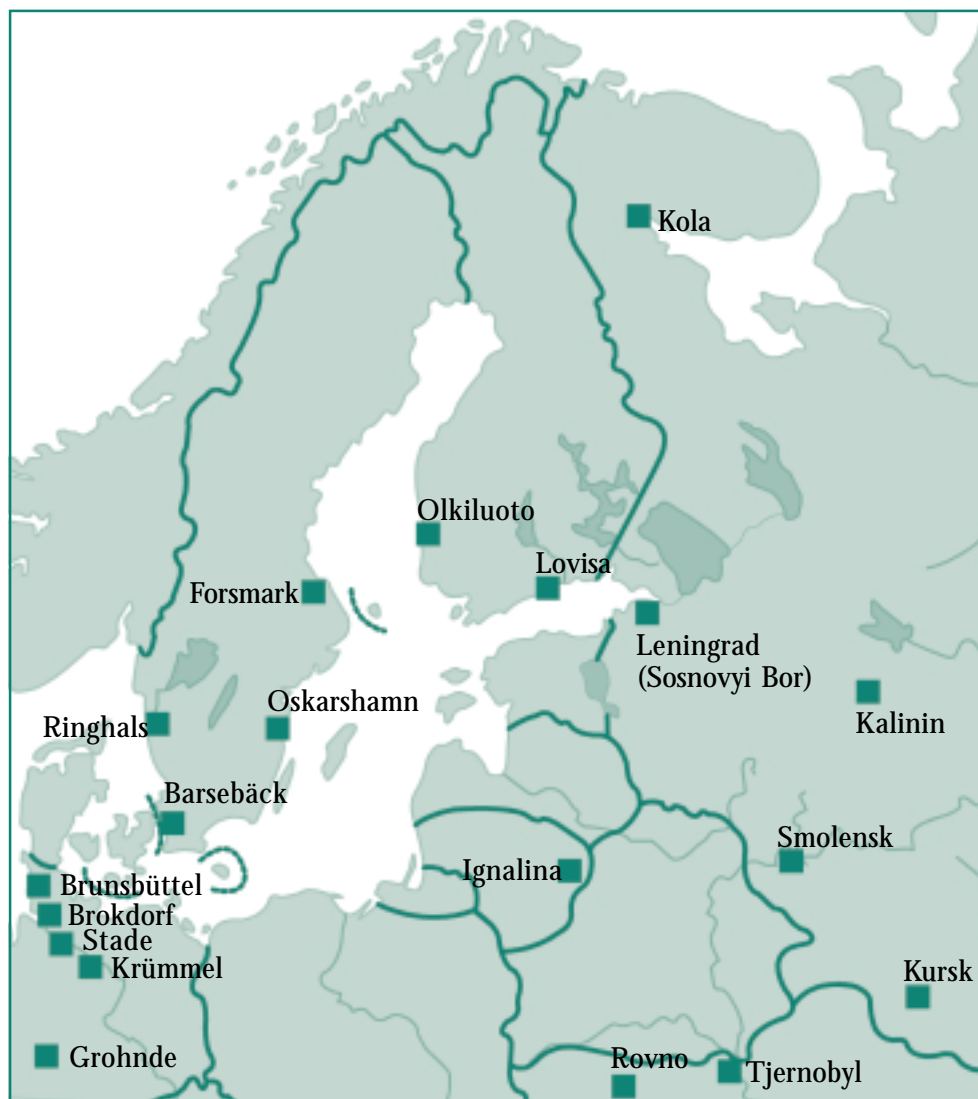 Kola
Olkiluoto
Lovisa
Forsmark
Leningrad
(Sosnovyi Bor)
Oskarshamn
Ringhals
Kalinin
Barsebäck
Smolensk
Ignalina
Brunsbüttel
Brokdorf
Stade
Krümmel
Kursk
Grohnde
Rovno
Tjernobyl